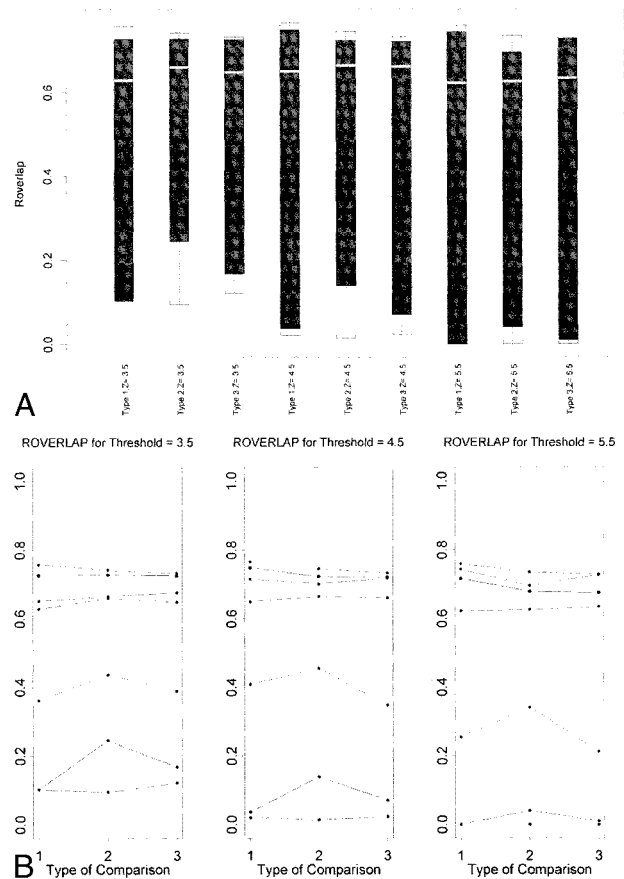 Roverlap
0.6
0.4
0.2
0.0
Type 1.Z= 3.5
Type 2.Z= 3.5
Type 3.Z= 3.5
Type 1.Z= 4.5
Type 2.Z= 4.5
Type 3.Z= 4.5
Type 1.Z= 5.5
Type 2.Z= 5.5
Type 3.Z= 5.5
A
ROVERLAP for Threshold = 3.5
ROVERLAP for Threshold = 4.5
ROVERLAP for Threshold = 5.5
1.0
0.8
0.6
0.4
0.2
0.0
1.0
0.8
0.6
0.4
0.2
0.0
1.0
0.8
0.6
0.4
0.2
0.0
B
1 2 3
1 2 3
1 2 3
Type of Comparison
Type of Comparison
Type of Comparison